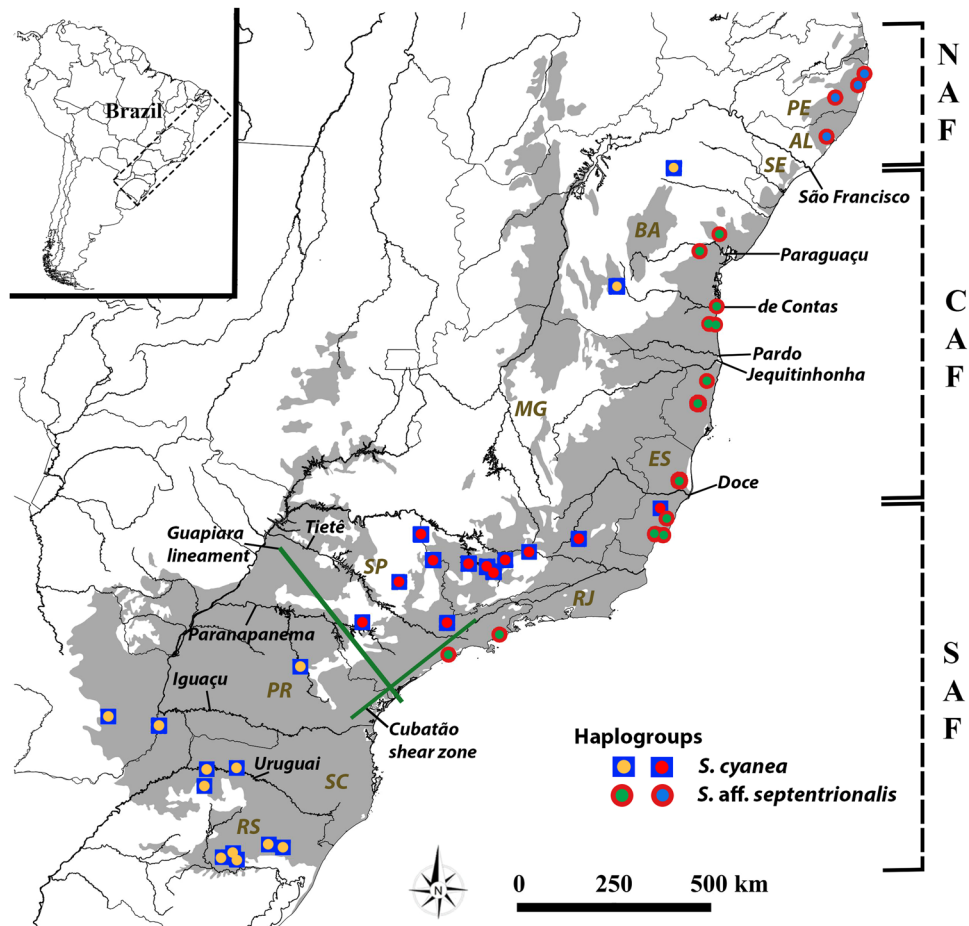 Brazil
N
A
F
PE
AL
SE
São Francisco
BA
Paraguaçu
C
A
F
de Contas
Pardo
Jequitinhonha
MG
ES
Doce
Guapiara
lineament
Tietê
SP
RJ
S
A
F
Paranapanema
PR
Iguaçu
Cubatão
shear zone
Uruguai
SC
RS
Haplogroups
S. cyanea
S. aff. septentrionalis
N
0 250 500 km